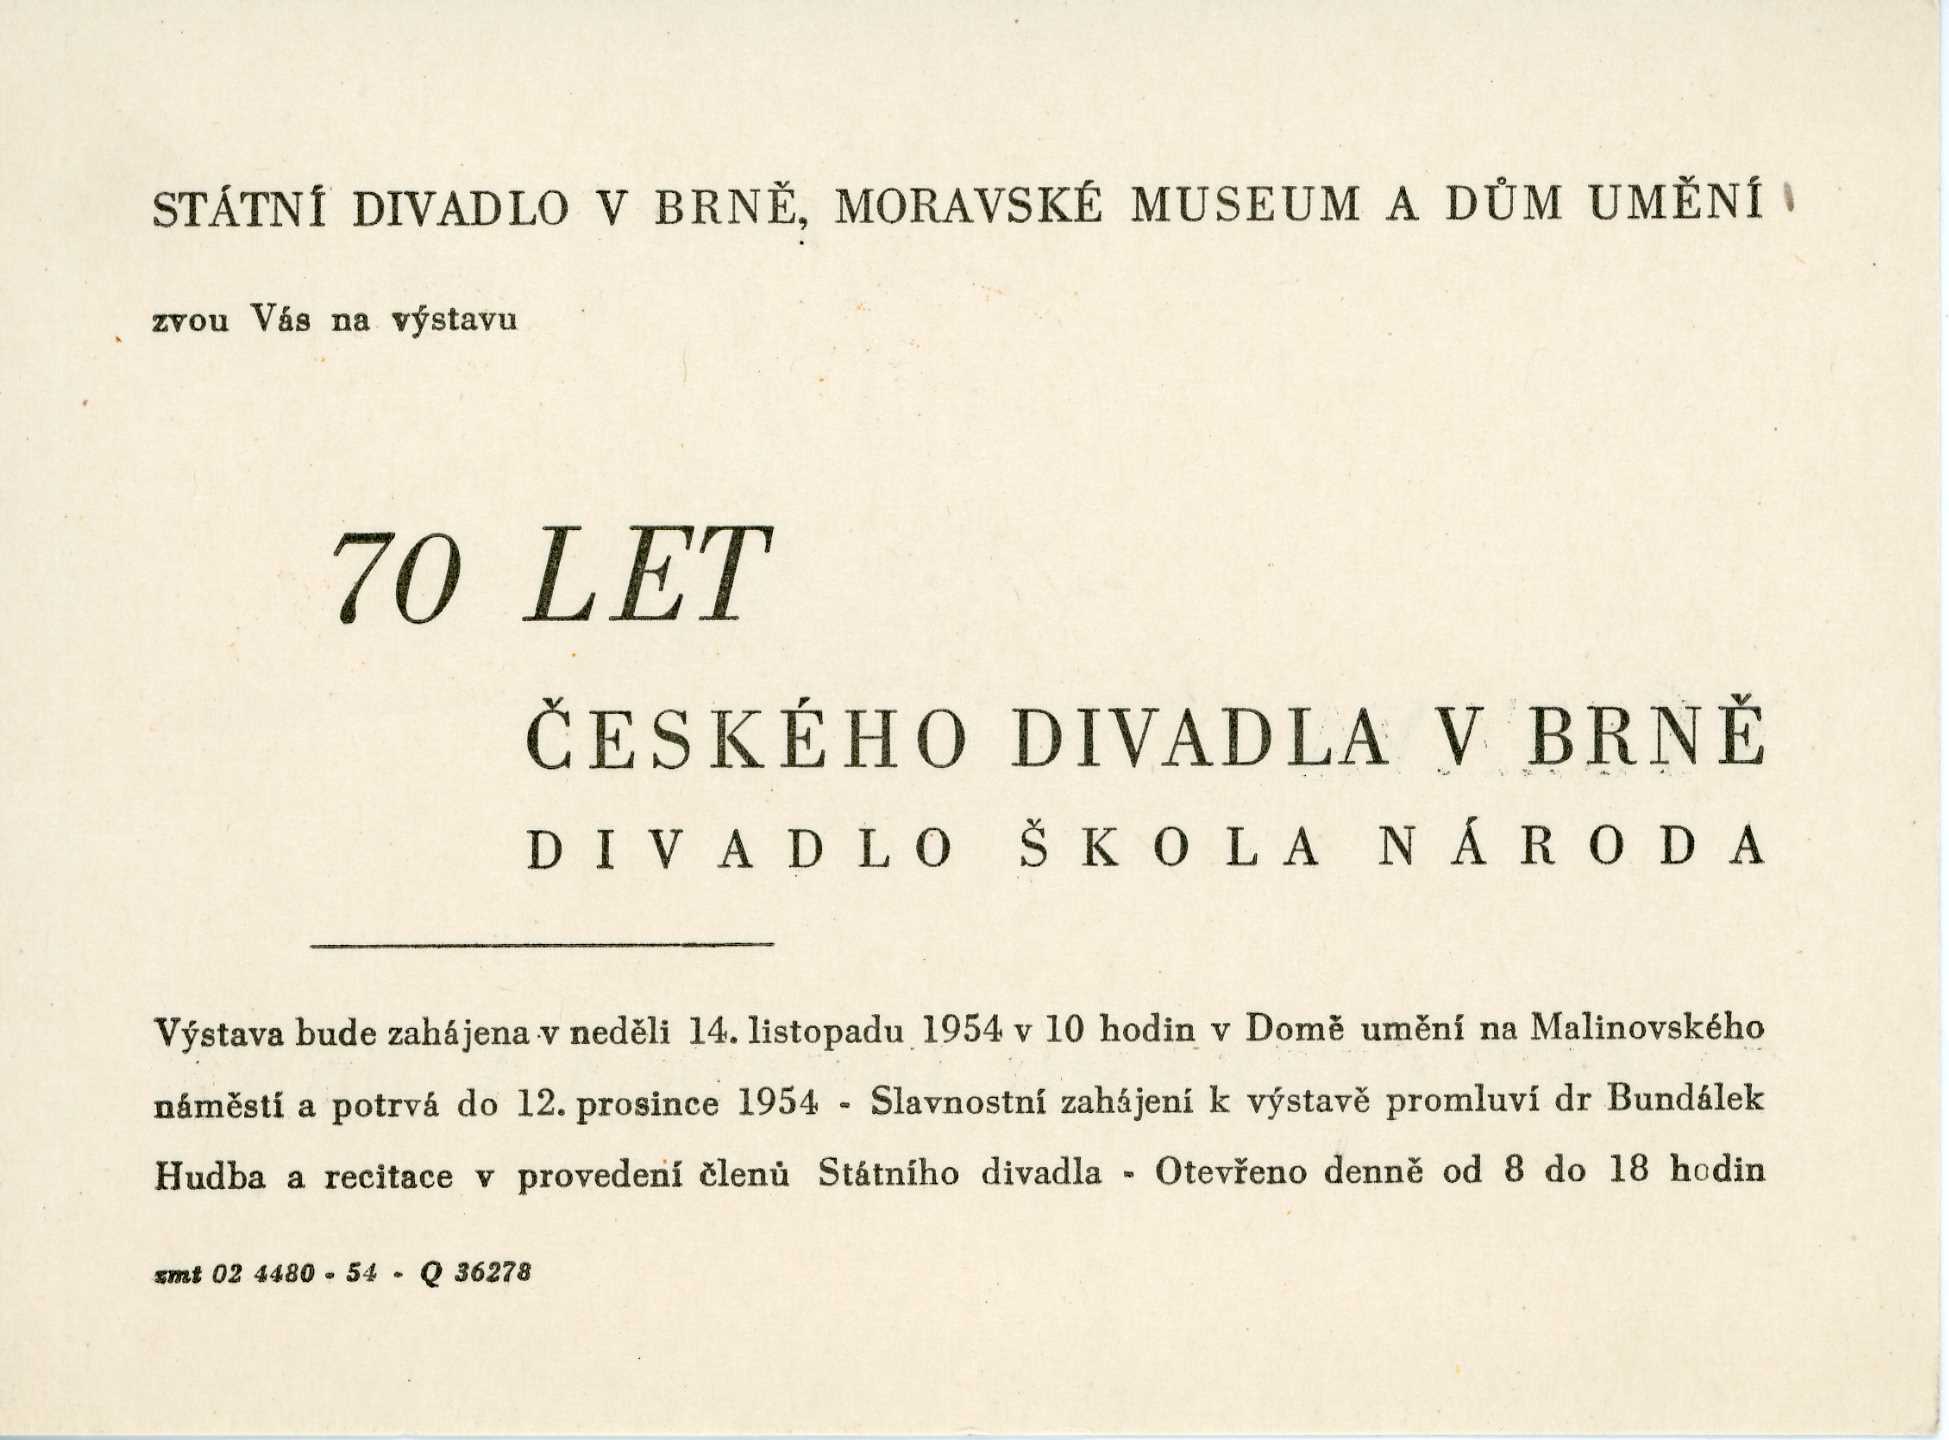 STÁTNÍ DIVADLO V BRNĚ, MORAVSKÉ MUSEUM A DŮM UMĚNÍ
zvou Vás na výstavu
70 LET
ČESKÉHO DIVADLA V BRNĚ
DIVADLO ŠKOLA NÁRODA
Výstava bude zahájena v neděli 14. listopadu 1954 v 10 hodin v Domě umění na Malinovského
náměstí a potrvá do 12. prosince 1954 - Slavnostní zahájení k výstavě promluví dr Bundálek
Hudba a recitace v provedení členů Státního divadla - Otevřeno denně od 8 do 18 hodin
smt 02 4480 - 54 - Q 36278